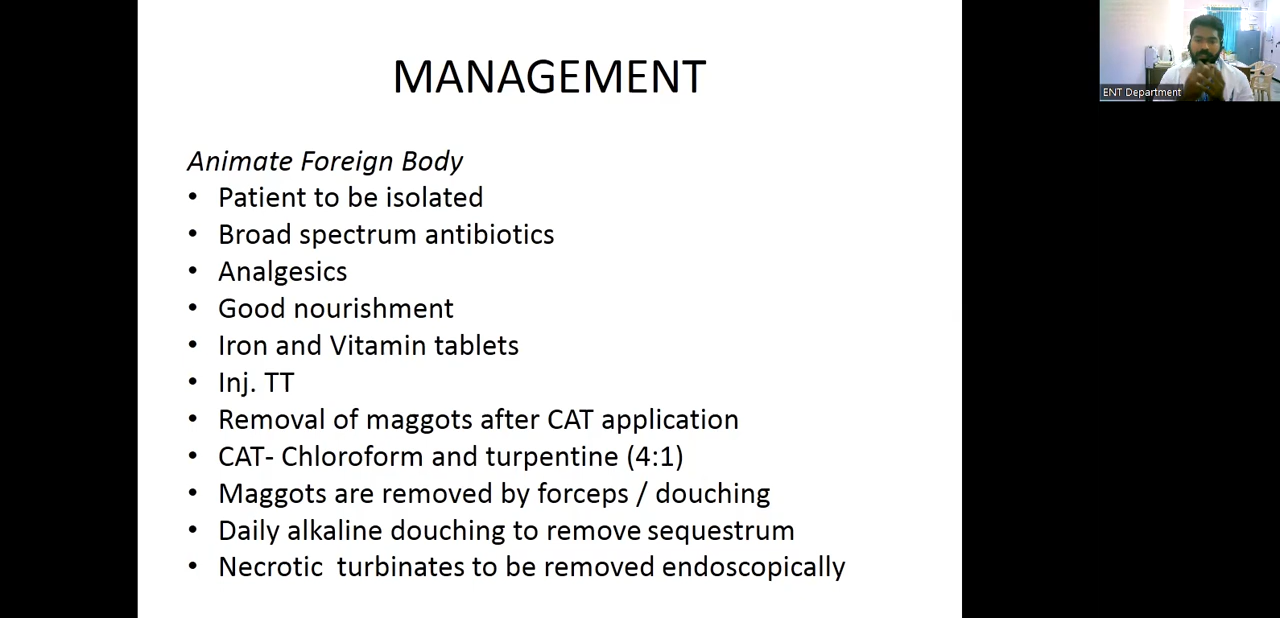 MANAGEMENT
ENT Department
Animate Foreign Body
• Patient to be isolated
• Broad spectrum antibiotics
• Analgesics
• Good nourishment
• Iron and Vitamin tablets
• Inj. TT
• Removal of maggots after CAT application
• CAT- Chloroform and turpentine (4:1)
• Maggots are removed by forceps / douching
• Daily alkaline douching to remove sequestrum
• Necrotic turbinates to be removed endoscopically